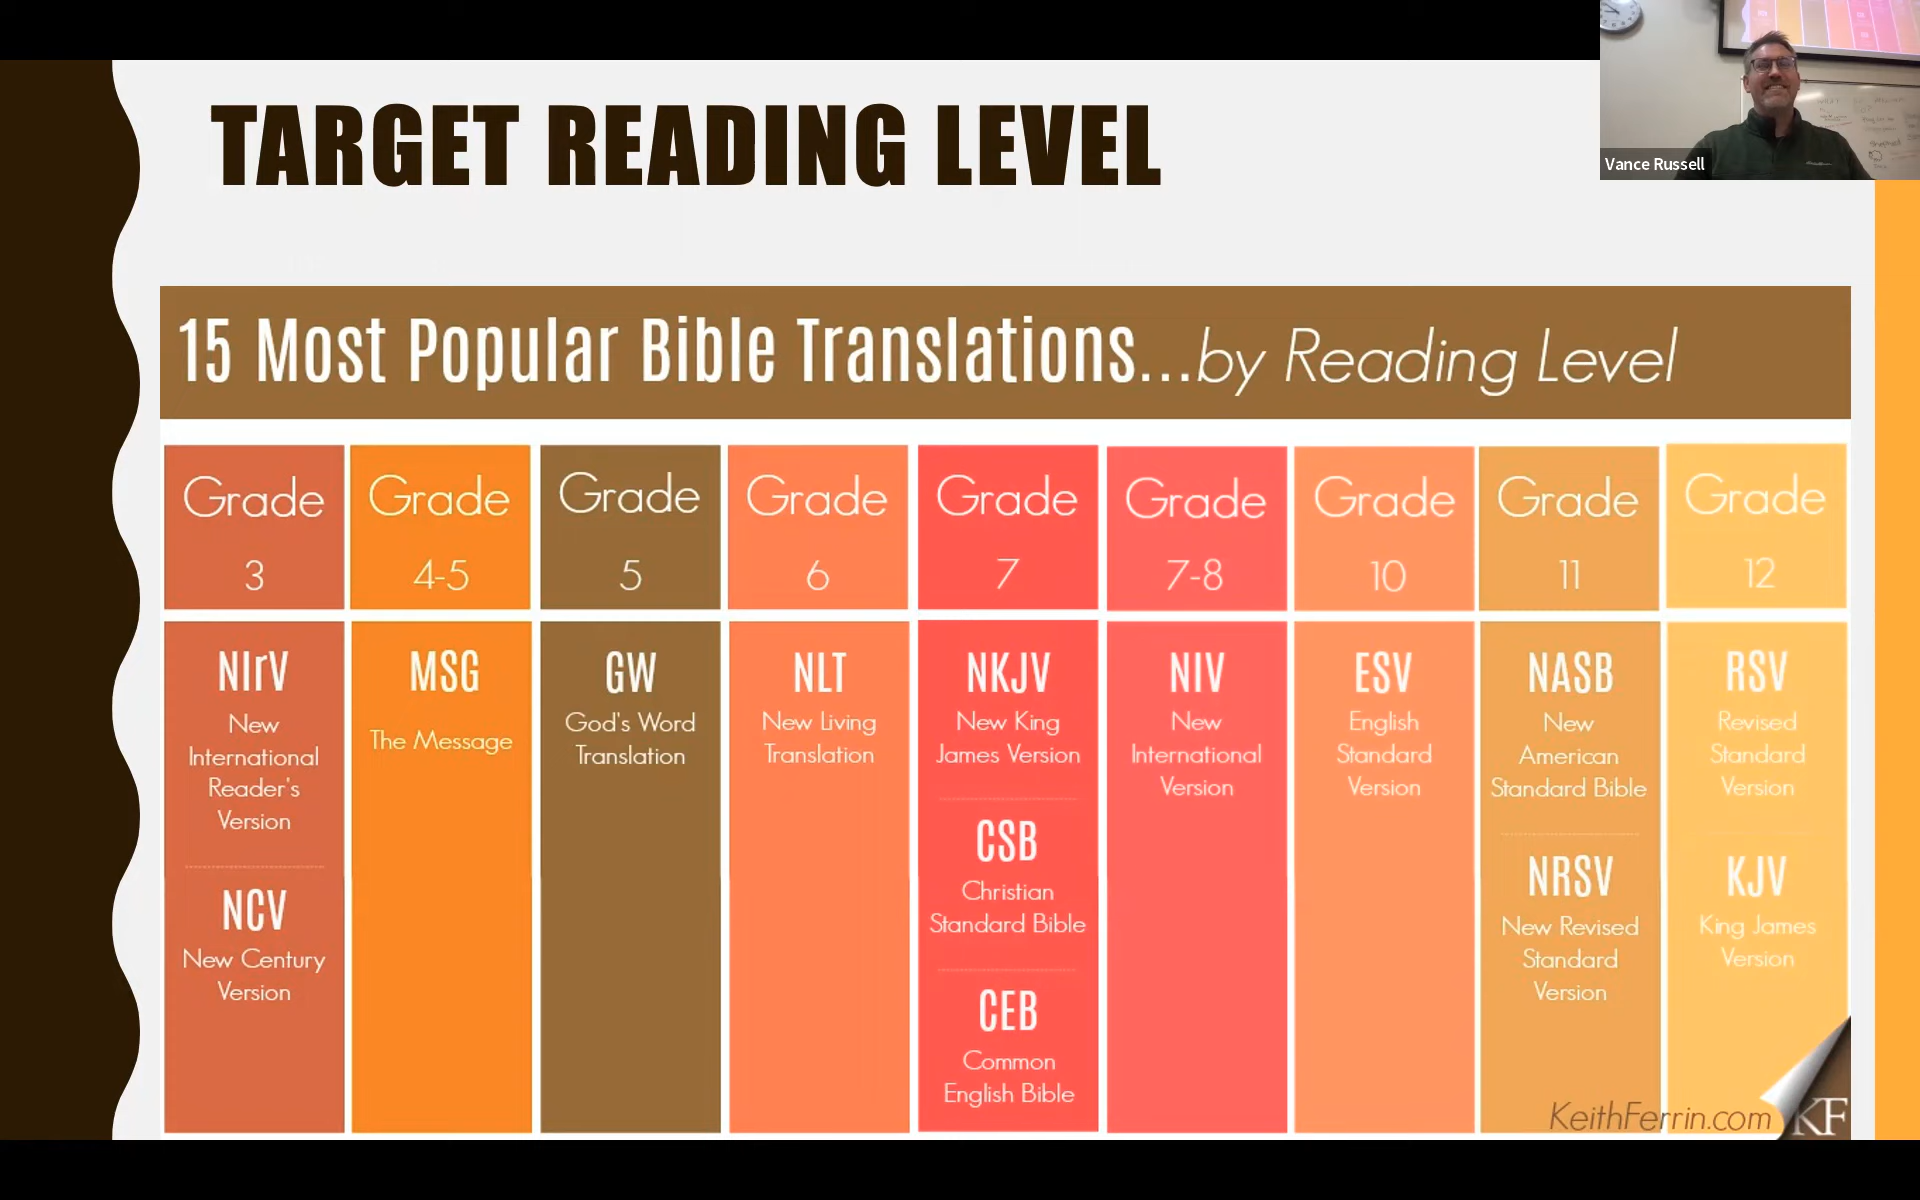 TARGET READING LEVEL
Vance Russell
15 Most Popular Bible Translations...by Reading Level
Grade
3
Grade
4-5
Grade
5
Grade
6
Grade
7
Grade
7-8
Grade
10
Grade
11
Grade
12
NIrV
New
International
Reader's
Version
NCV
New Century
Version
MSG
The Message
GW
God's Word
Translation
NLT
New Living
Translation
NKJV
New King
James Version
CSB
Christian
Standard Bible
CEB
Common
English Bible
NIV
New
International
Version
ESV
English
Standard
Version
NASB
New
American
Standard Bible
NRSV
New Revised
Standard
Version
RSV
Revised
Standard
Version
KJV
King James
Version
KeithFerrin.com
KF